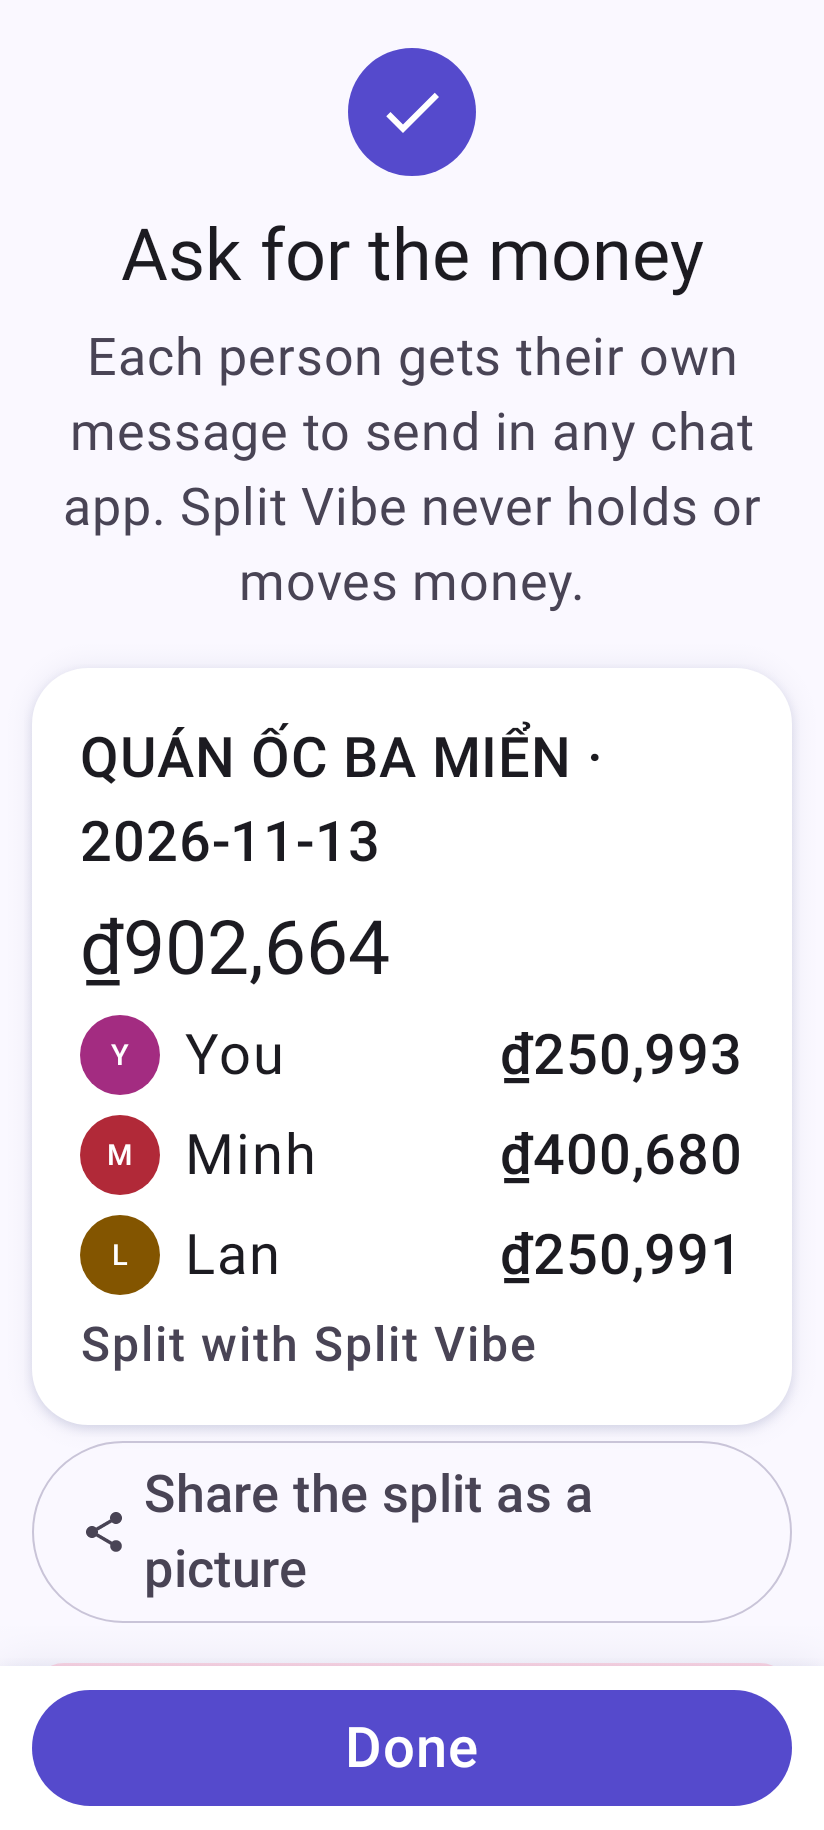 Ask for the money
Each person gets their own
message to send in any chat
app. Split Vibe never holds or
moves money.
QUÁN ỐC BA MIỂN ·
2026-11-13
₫902,664
Y You ₫250,993
M Minh ₫400,680
L Lan ₫250,991
Split with Split Vibe
Share the split as a
picture
Done